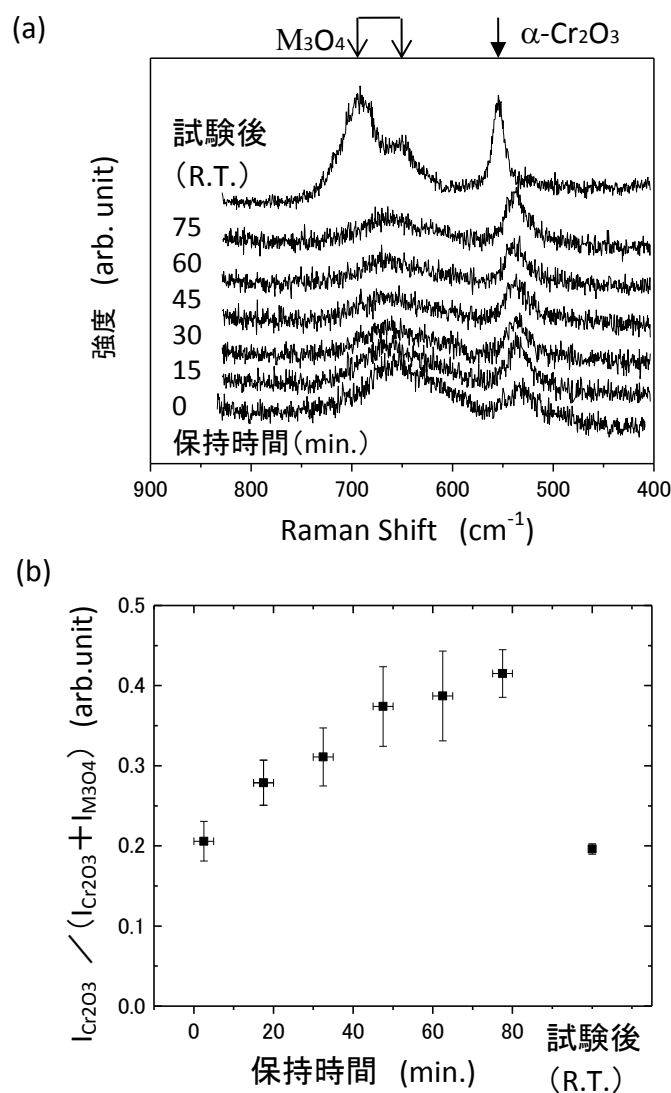 (a)
M₃O₄ α-Cr₂O₃
試験後
(R.T.)
75
60
45
30
15
0
保持時間(min.)
強度 (arb. unit)
900 800 700 600 500 400
Raman Shift (cm⁻¹)
(b)
0.5
0.4
0.3
0.2
0.1
0.0
I_Cr2O3 ／(I_Cr2O3＋I_M3O4) (arb.unit)
0 20 40 60 80 試験後
保持時間 (min.) (R.T.)